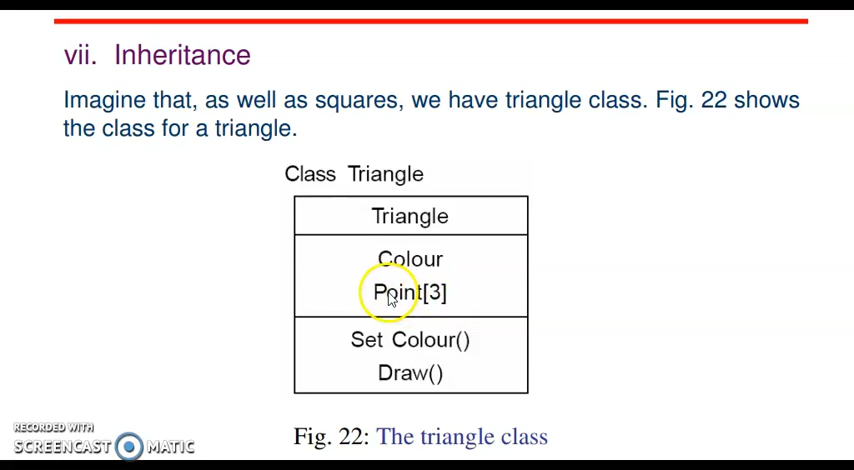 vii. Inheritance
Imagine that, as well as squares, we have triangle class. Fig. 22 shows
the class for a triangle.
Class Triangle
Triangle
Colour
Point[3]
Set Colour()
Draw()
Fig. 22: The triangle class
RECORDED WITH
SCREENCAST MATIC